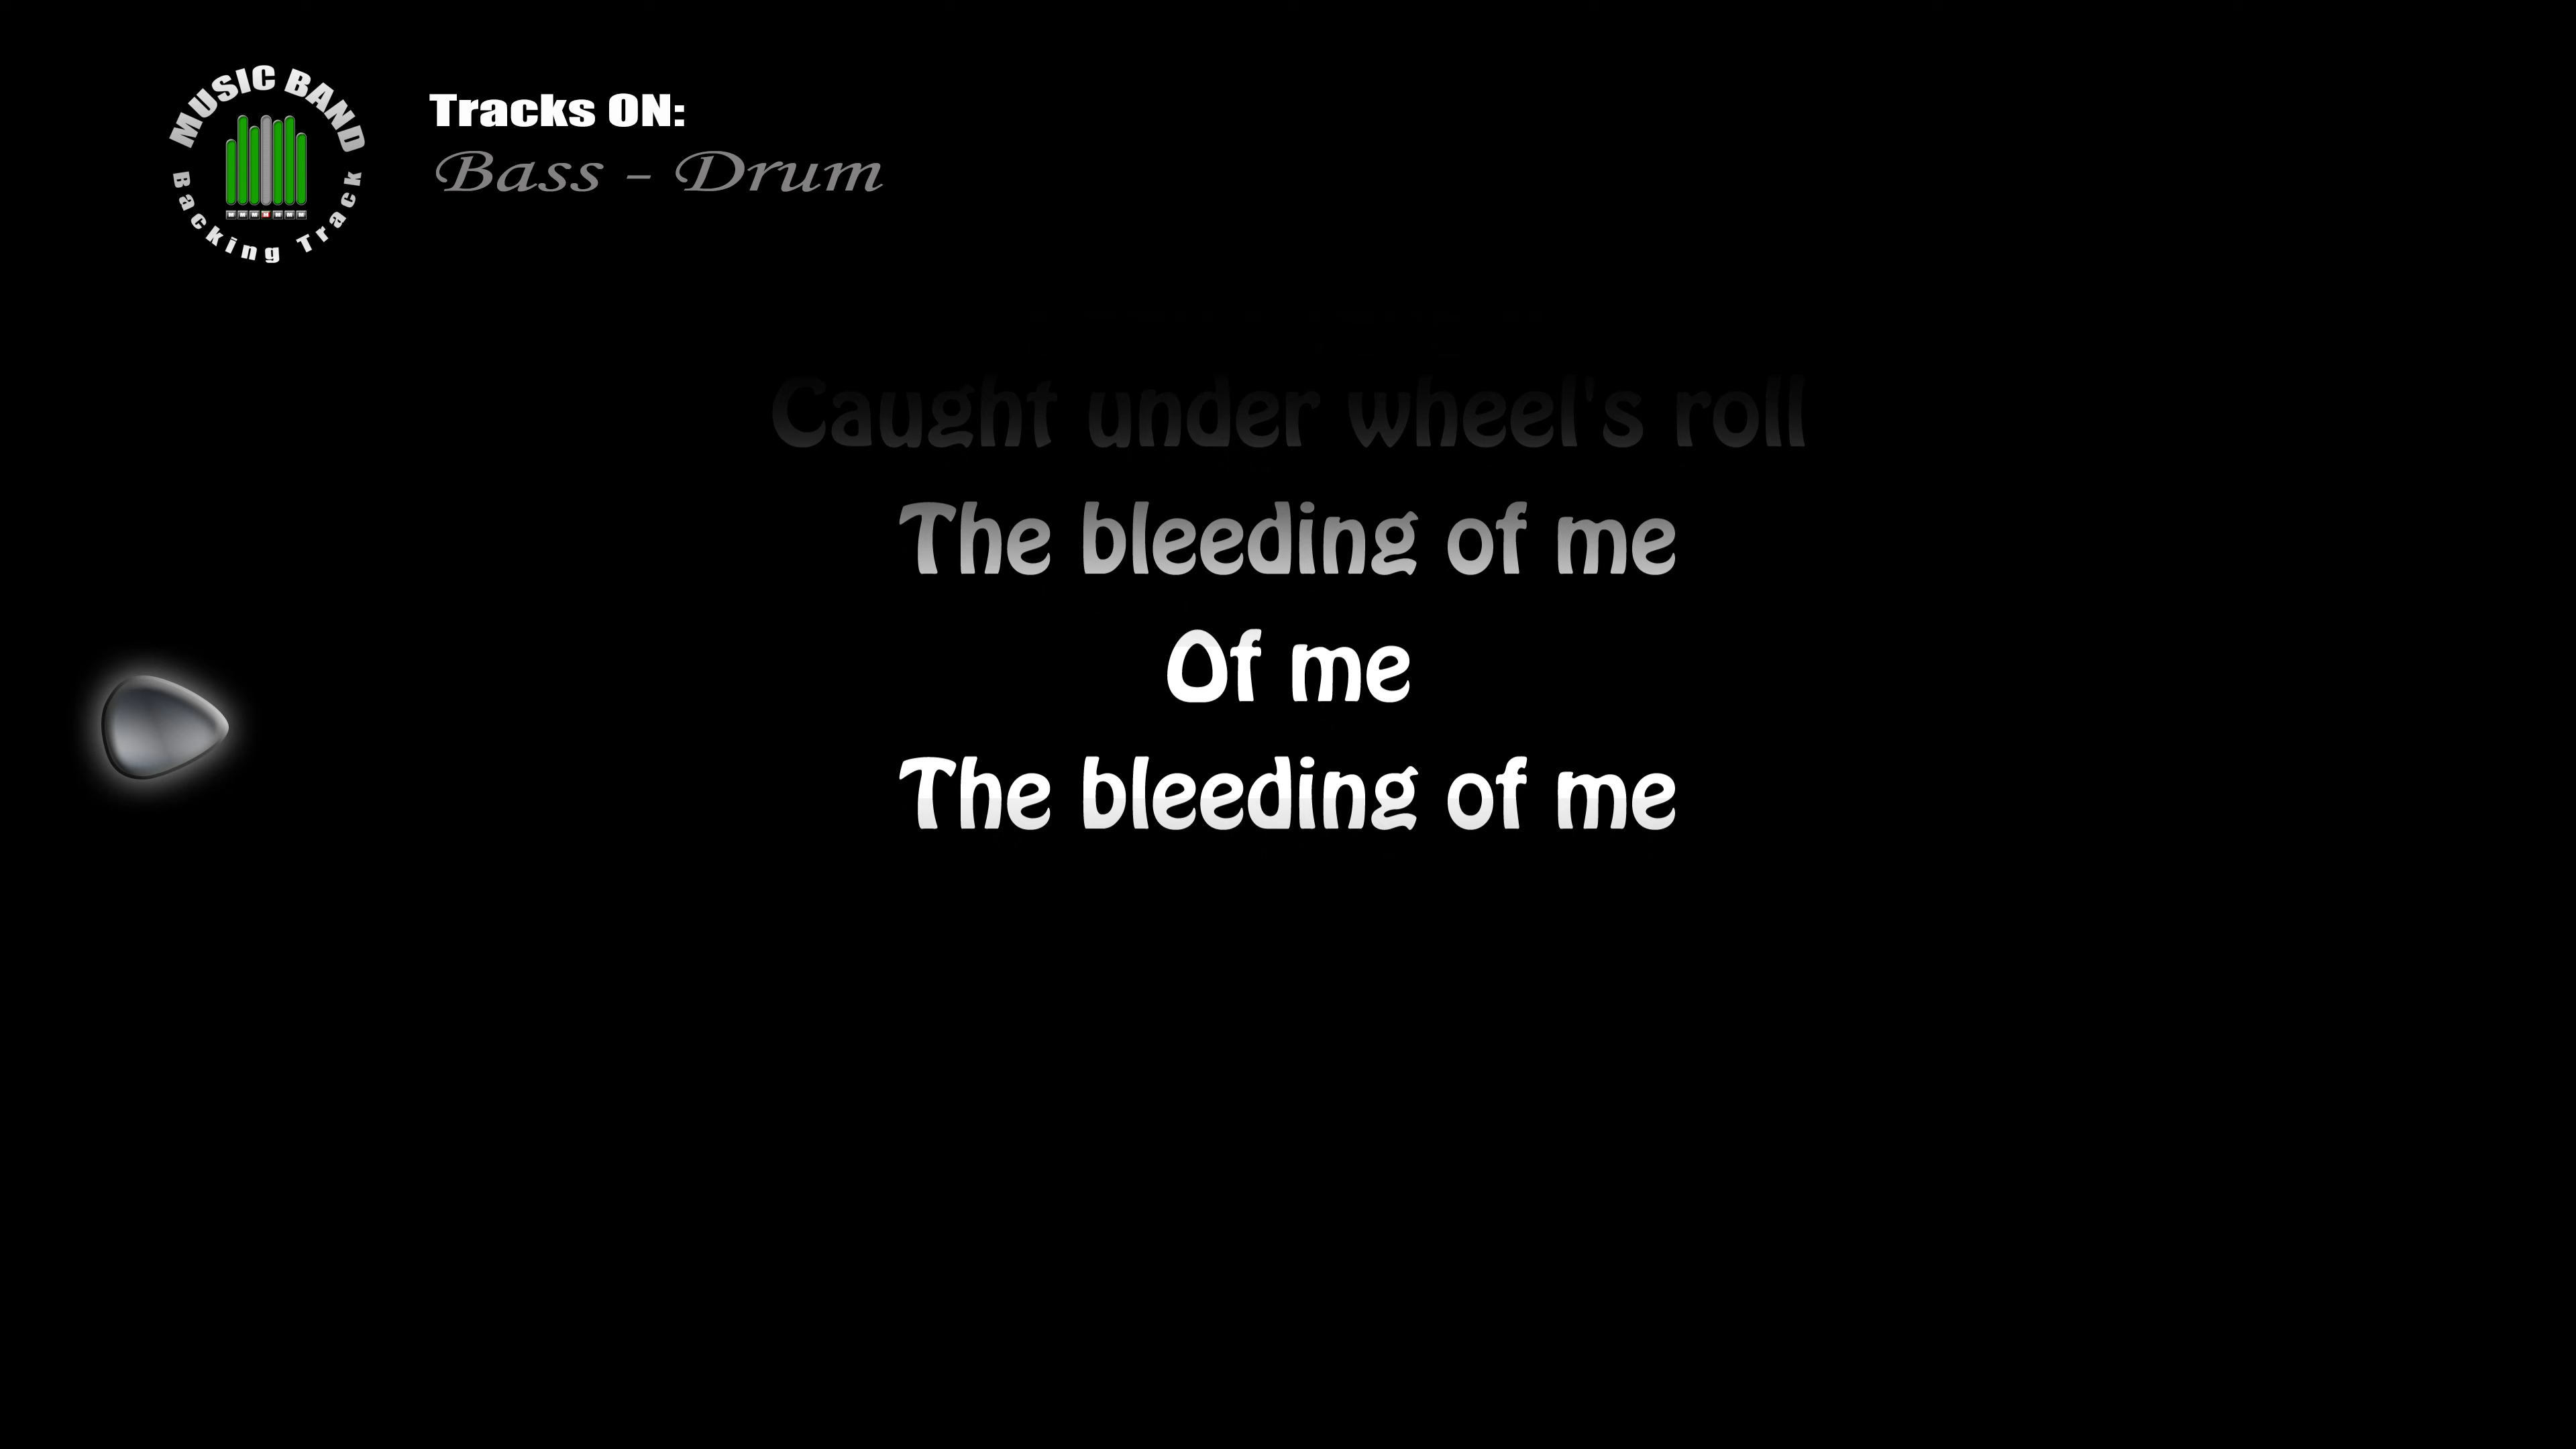 MUSIC BAND
Backing Track
Tracks ON:
Bass - Drum
Caught under wheel's roll
The bleeding of me
Of me
The bleeding of me